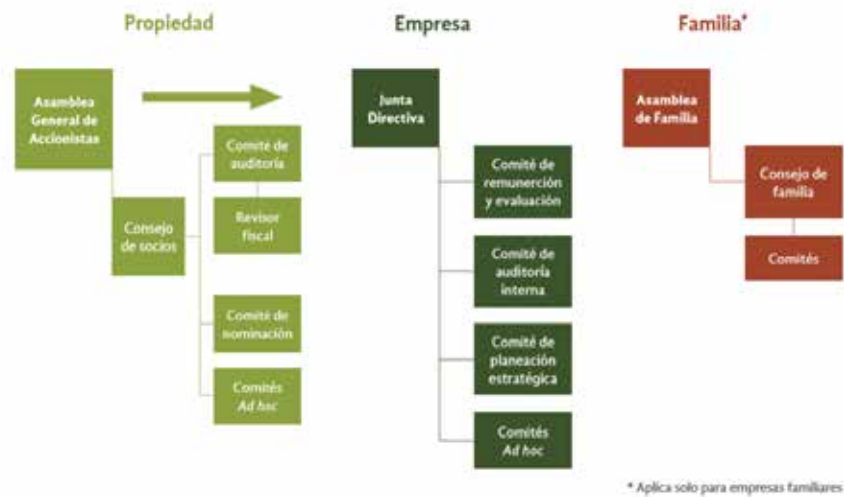 Propiedad
Empresa
Familia*
Asamblea
General de
Accionistas
Consejo
de socios
Comité de
auditoría
Revisor
fiscal
Comité de
nominación
Comités
Ad hoc
Junta
Directiva
Comité de
remunerción
y evaluación
Comité de
auditoría
interna
Comité de
planeación
estratégica
Comités
Ad hoc
Asamblea
de Familia
Consejo de
familia
Comités
* Aplica solo para empresas familiares